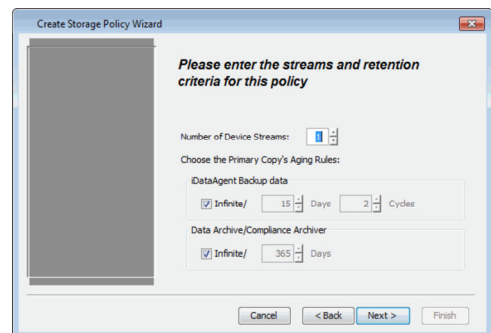 Create Storage Policy Wizard
Please enter the streams and retention
criteria for this policy
Number of Device Streams: 1
Choose the Primary Copy's Aging Rules:
iDataAgent Backup data
Infinite/ 15 Days 2 Cycles
Data Archive/Compliance Archiver
Infinite/ 365 Days
Cancel < Back Next > Finish